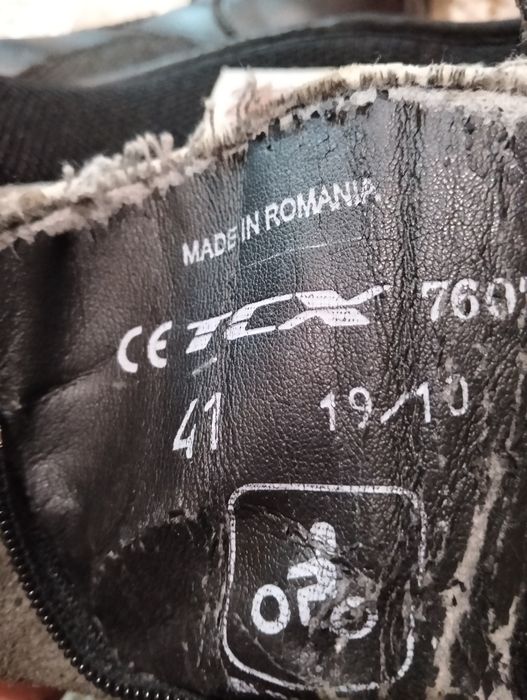 MADE IN ROMANIA
CE TCX
41 19/10